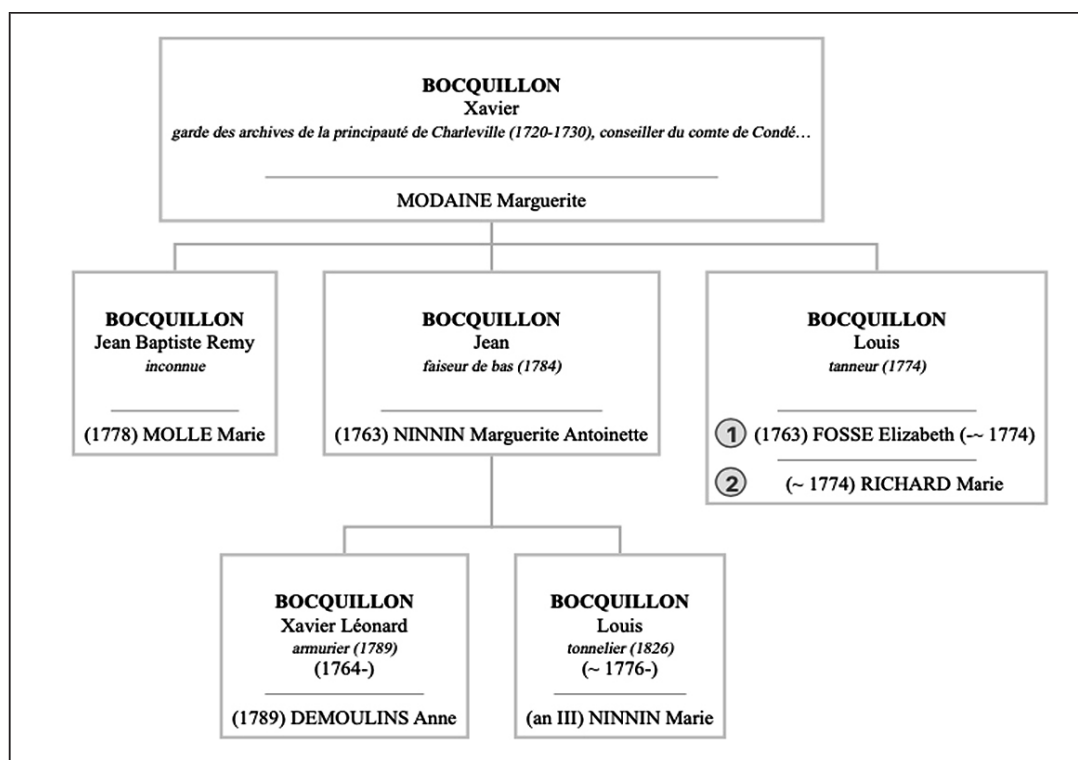 BOCQUILLON
Xavier
garde des archives de la principauté de Charleville (1720-1730), conseiller du comte de Condé…
MODAINE Marguerite
BOCQUILLON
Jean Baptiste Remy
inconnue
(1778) MOLLE Marie
BOCQUILLON
Jean
faiseur de bas (1784)
(1763) NINNIN Marguerite Antoinette
BOCQUILLON
Louis
tanneur (1774)
1 (1763) FOSSE Elizabeth (-~ 1774)
2 (~ 1774) RICHARD Marie
BOCQUILLON
Xavier Léonard
armurier (1789)
(1764-)
(1789) DEMOULINS Anne
BOCQUILLON
Louis
tonnelier (1826)
(~ 1776-)
(an III) NINNIN Marie